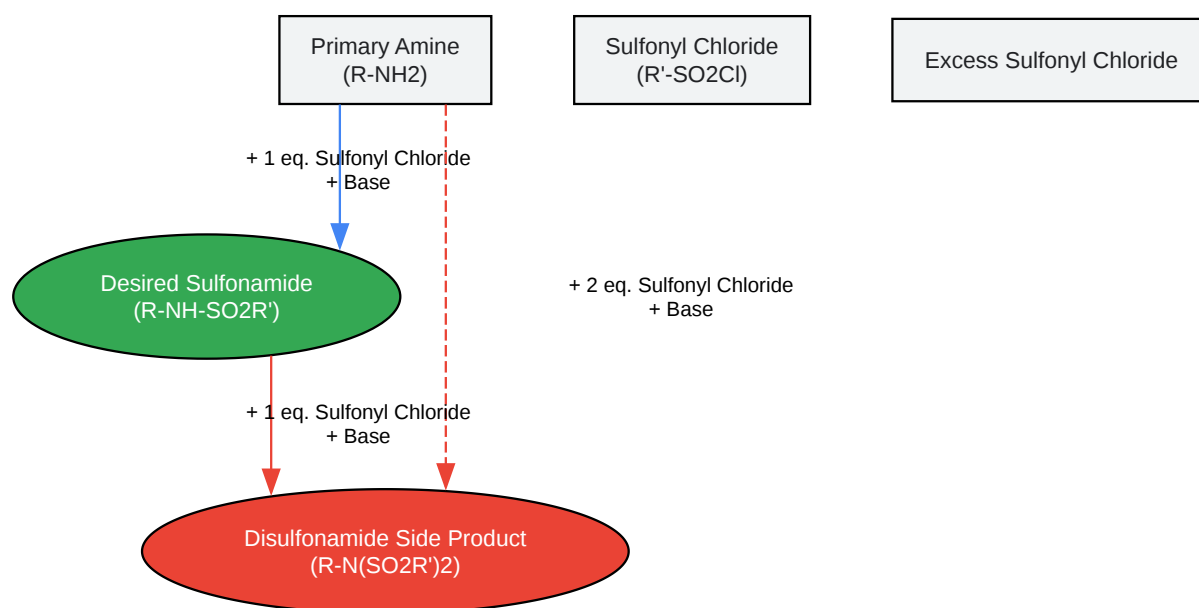 Primary Amine
(R-NH2)
Sulfonyl Chloride
(R'-SO2Cl)
Excess Sulfonyl Chloride
+ 1 eq. Sulfonyl Chloride
+ Base
Desired Sulfonamide
(R-NH-SO2R')
+ 2 eq. Sulfonyl Chloride
+ Base
+ 1 eq. Sulfonyl Chloride
+ Base
Disulfonamide Side Product
(R-N(SO2R')2)